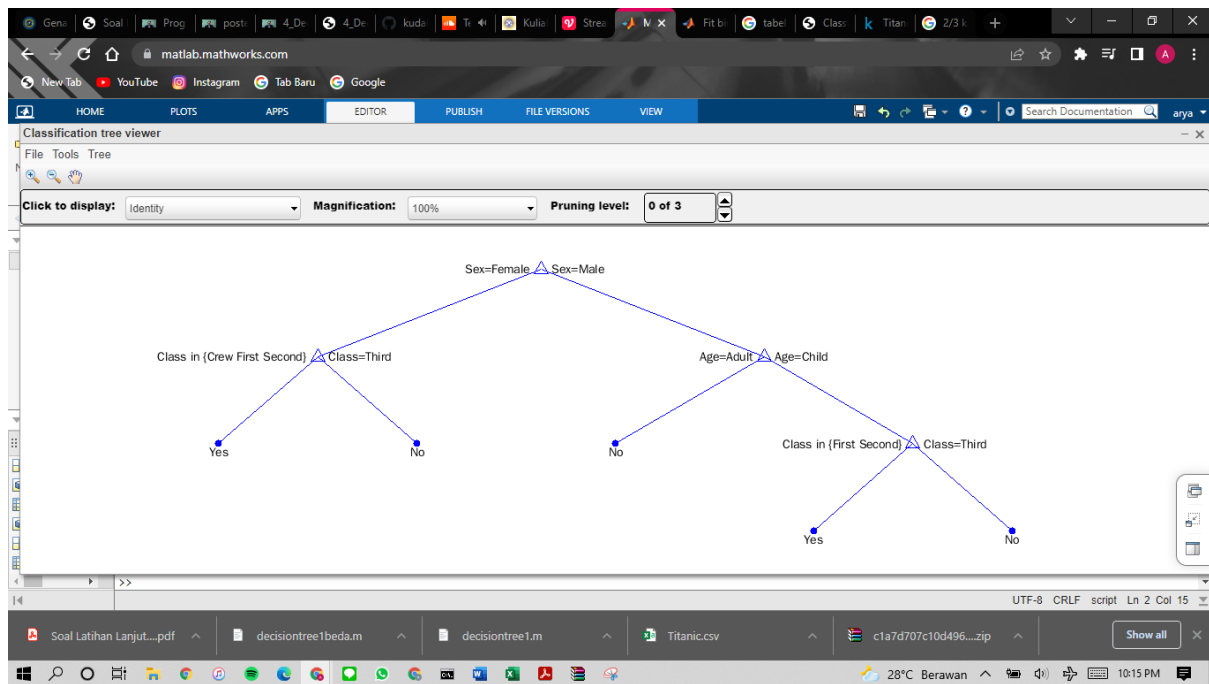 Gena Soal Prog poste 4_De 4_De kuda Te Kulia Strea M Fit bi tabel Class Titan 2/3 k
matlab.mathworks.com A
New Tab YouTube Instagram Tab Baru Google
HOME PLOTS APPS EDITOR PUBLISH FILE VERSIONS VIEW Search Documentation arya
Classification tree viewer
File Tools Tree
Click to display: Identity Magnification: 100% Pruning level: 0 of 3
Sex=Female Sex=Male
Class in {Crew First Second} Class=Third Age=Adult Age=Child
Yes No No Class in {First Second} Class=Third
Yes No
>>
UTF-8 CRLF script Ln 2 Col 15
Soal Latihan Lanjut....pdf decisiontree1beda.m decisiontree1.m Titanic.csv c1a7d707c10d496....zip Show all
28°C Berawan 10:15 PM